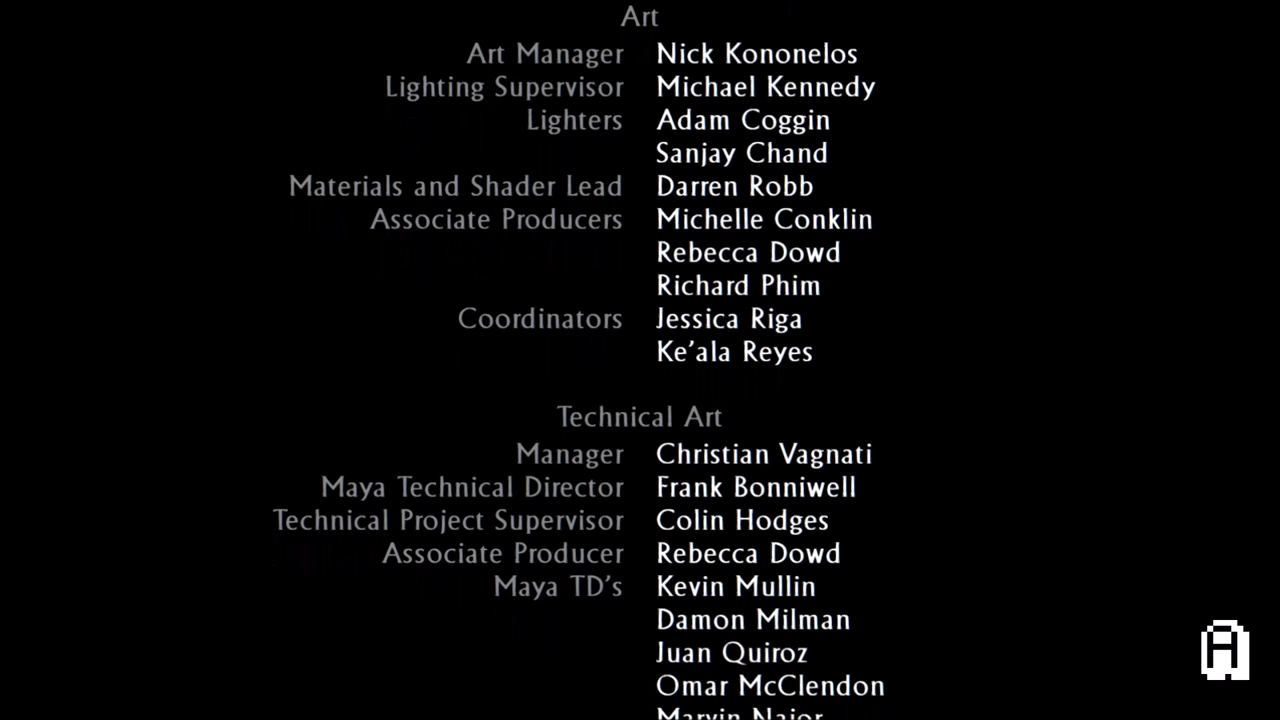 Art
Art Manager Nick Kononelos
Lighting Supervisor Michael Kennedy
Lighters Adam Coggin
Sanjay Chand
Materials and Shader Lead Darren Robb
Associate Producers Michelle Conklin
Rebecca Dowd
Richard Phim
Coordinators Jessica Riga
Ke’ala Reyes
Technical Art
Manager Christian Vagnati
Maya Technical Director Frank Bonniwell
Technical Project Supervisor Colin Hodges
Associate Producer Rebecca Dowd
Maya TD’s Kevin Mullin
Damon Milman
Juan Quiroz
Omar McClendon
Marvin
A